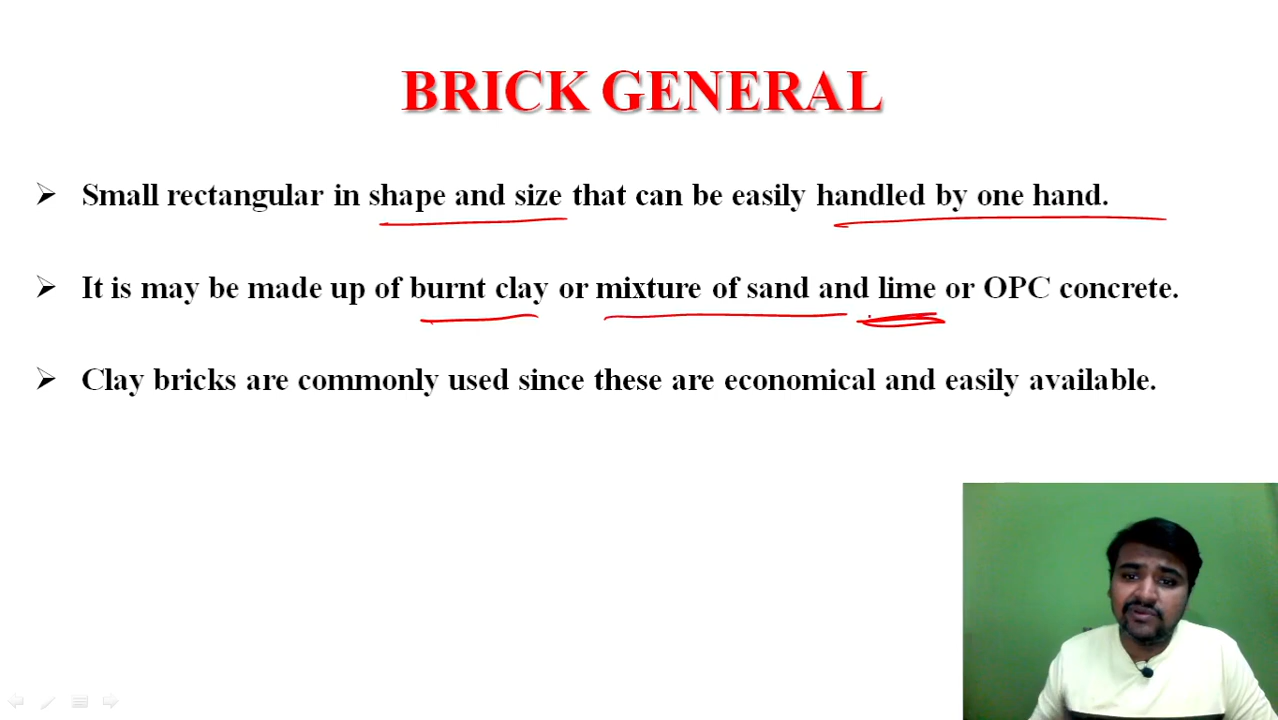 BRICK GENERAL
Small rectangular in shape and size that can be easily handled by one hand.
It is may be made up of burnt clay or mixture of sand and lime or OPC concrete.
Clay bricks are commonly used since these are economical and easily available.